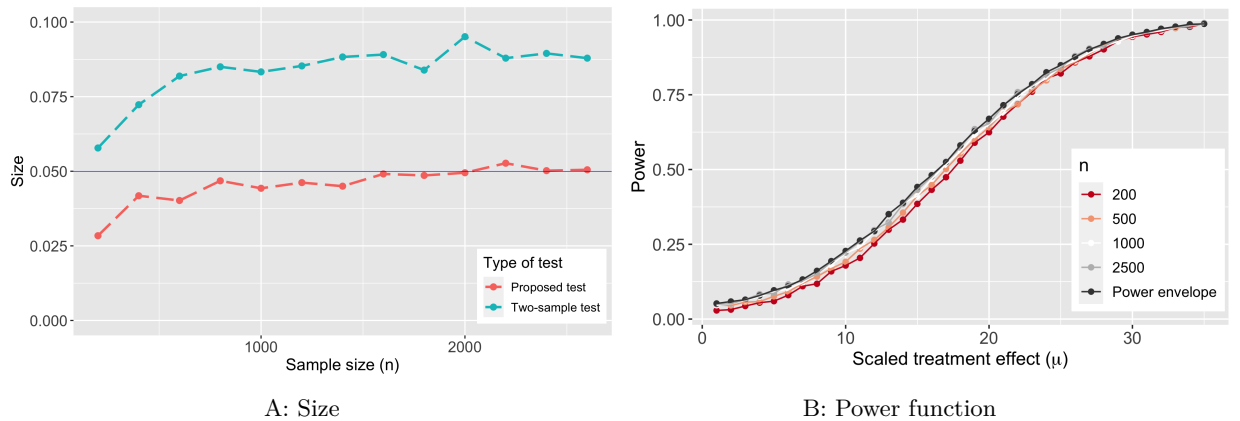 0.100
0.075
0.050
0.025
0.000
Size
1000
2000
Sample size (n)
Type of test
Proposed test
Two-sample test
A: Size
1.00
0.75
0.50
0.25
0.00
Power
0
10
20
30
Scaled treatment effect (μ)
n
200
500
1000
2500
Power envelope
B: Power function